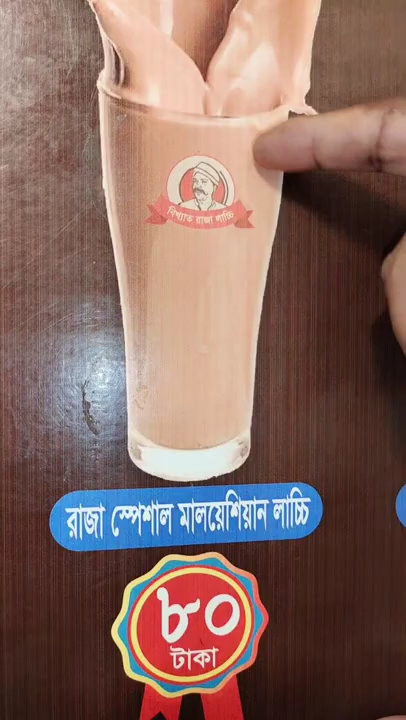 বিখ্যাত রাজা লাচ্চি
রাজা স্পেশাল মালয়েশিয়ান লাচ্চি
৮০
টাকা